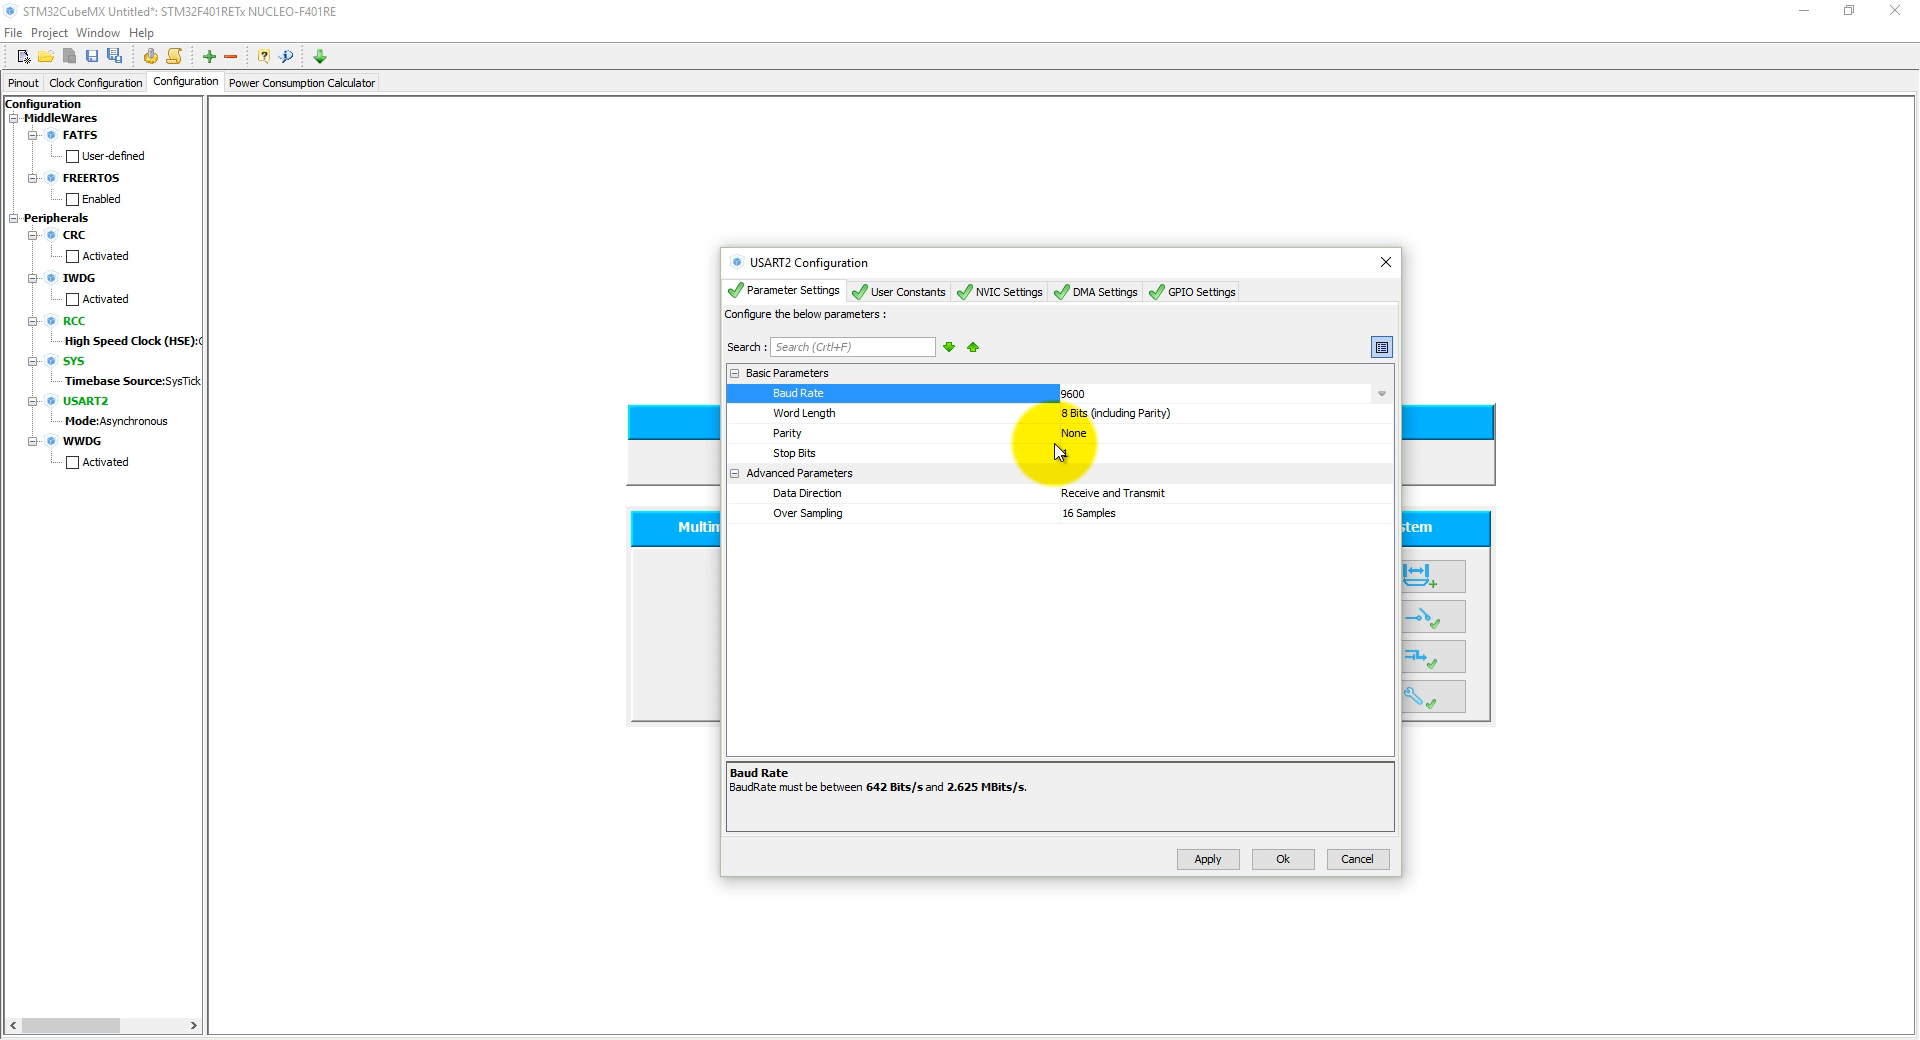 STM32CubeMX Untitled*: STM32F401RETx NUCLEO-F401RE
File Project Window Help
Pinout Clock Configuration Configuration Power Consumption Calculator
Configuration
MiddleWares
FATFS
User-defined
FREERTOS
Enabled
Peripherals
CRC
Activated
IWDG
Activated
RCC
High Speed Clock (HSE):
SYS
Timebase Source:SysTick
USART2
Mode:Asynchronous
WWDG
Activated
USART2 Configuration
Parameter Settings User Constants NVIC Settings DMA Settings GPIO Settings
Configure the below parameters :
Search : Search (Crtl+F)
Basic Parameters
Baud Rate 9600
Word Length 8 Bits (including Parity)
Parity None
Stop Bits 1
Advanced Parameters
Data Direction Receive and Transmit
Over Sampling 16 Samples
Baud Rate
BaudRate must be between 642 Bits/s and 2.625 MBits/s.
Apply Ok Cancel